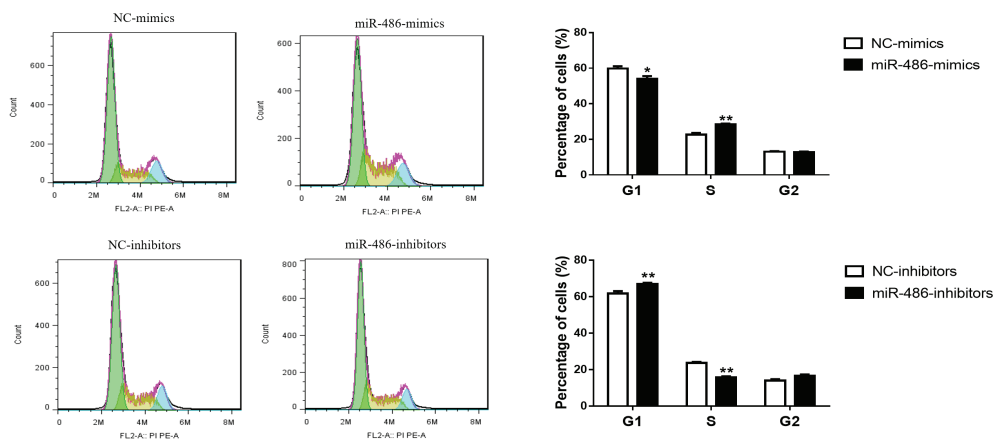 NC-mimics
miR-486-mimics
Count
600
400
200
0
0 2M 4M 6M 8M
FL2-A:: PI PE-A
Count
600
400
200
0
0 2M 4M 6M 8M
FL2-A:: PI PE-A
Percentage of cells (%)
80
60
40
20
0
*
**
G1 S G2
NC-mimics
miR-486-mimics
NC-inhibitors
miR-486-inhibitors
Count
600
400
200
0
0 2M 4M 6M 8M
FL2-A:: PI PE-A
Count
800
600
400
200
0
0 2M 4M 6M 8M
FL2-A:: PI PE-A
Percentage of cells (%)
80
60
40
20
0
**
**
G1 S G2
NC-inhibitors
miR-486-inhibitors